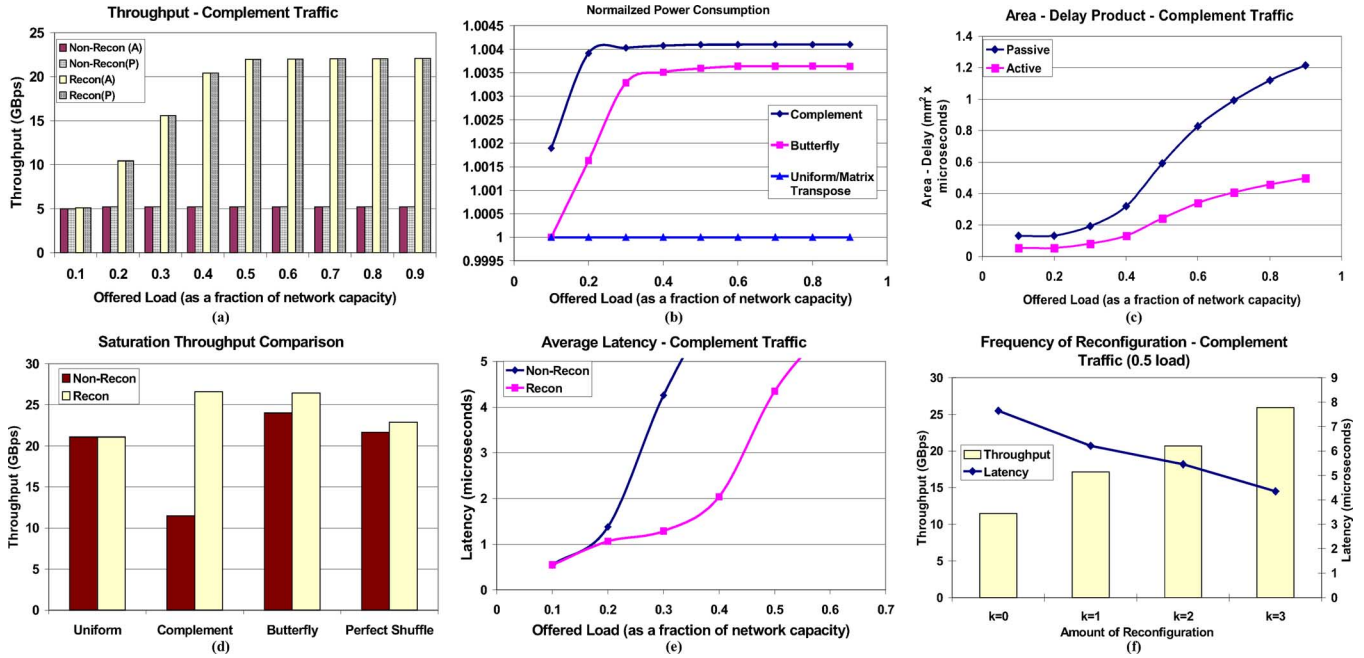 Throughput - Complement Traffic
Non-Recon (A)
Non-Recon(P)
Recon(A)
Recon(P)
Throughput (GBps)
25
20
15
10
5
0
0.1 0.2 0.3 0.4 0.5 0.6 0.7 0.8 0.9
Offered Load (as a fraction of network capacity)
(a)
Normailzed Power Consumption
1.0045
1.004
1.0035
1.003
1.0025
1.002
1.0015
1.001
1.0005
1
0.9995
Complement
Butterfly
Uniform/Matrix
Transpose
0 0.2 0.4 0.6 0.8 1
Offered Load (as a fraction of network capacity)
(b)
Area - Delay Product - Complement Traffic
Passive
Active
Area - Delay (mm² x
microseconds)
1.4
1.2
1
0.8
0.6
0.4
0.2
0
0 0.2 0.4 0.6 0.8 1
Offered Load (as a fraction of network capacity)
(c)
Saturation Throughput Comparison
Non-Recon
Recon
Throughput (GBps)
30
25
20
15
10
5
0
Uniform Complement Butterfly Perfect Shuffle
(d)
Average Latency - Complement Traffic
Non-Recon
Recon
Latency (microseconds)
5
4
3
2
1
0
0 0.1 0.2 0.3 0.4 0.5 0.6 0.7
Offered Load (as a fraction of network capacity)
(e)
Frequency of Reconfiguration - Complement
Traffic (0.5 load)
Throughput
Latency
Throughput (GBps)
30
25
20
15
10
5
0
9
8
7
6
5
4
3
2
1
0
Latency (microseconds)
k=0 k=1 k=2 k=3
Amount of Reconfiguration
(f)